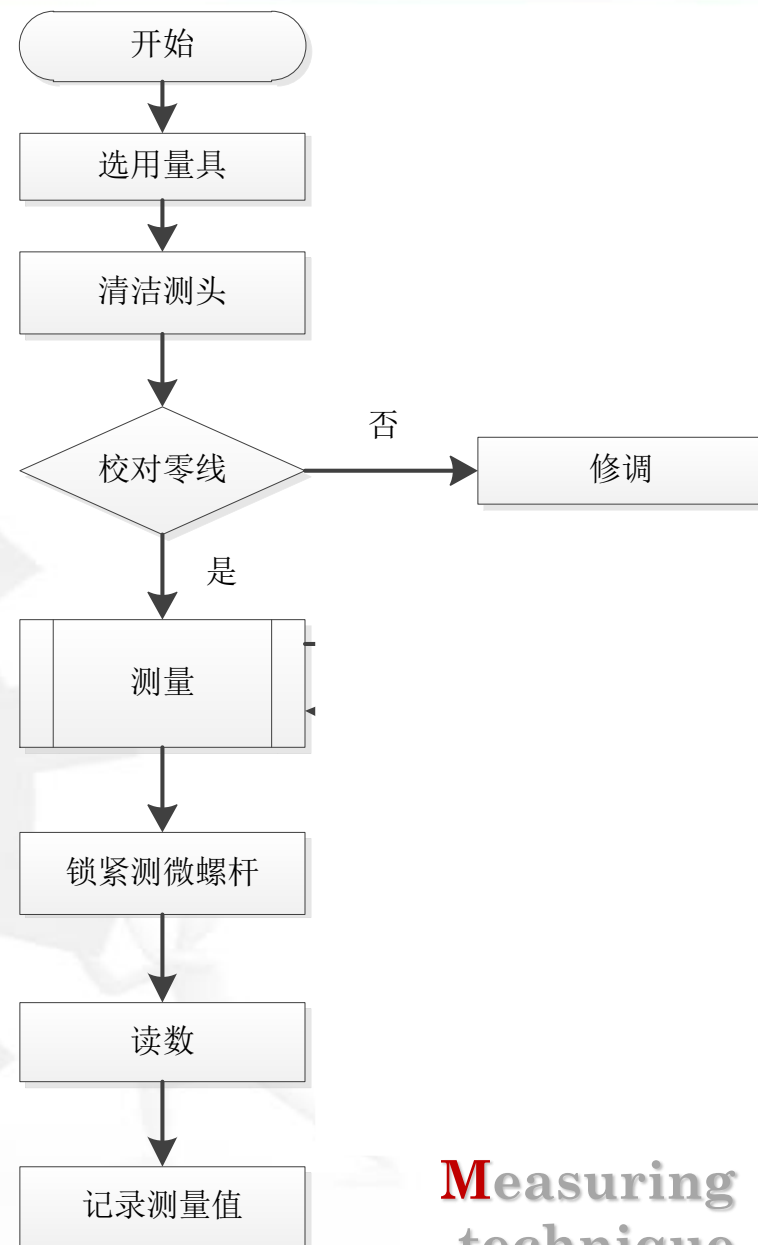 开始
选用量具
清洁测头
否
校对零线
修调
是
测量
锁紧测微螺杆
读数
记录测量值
Measuring
technique